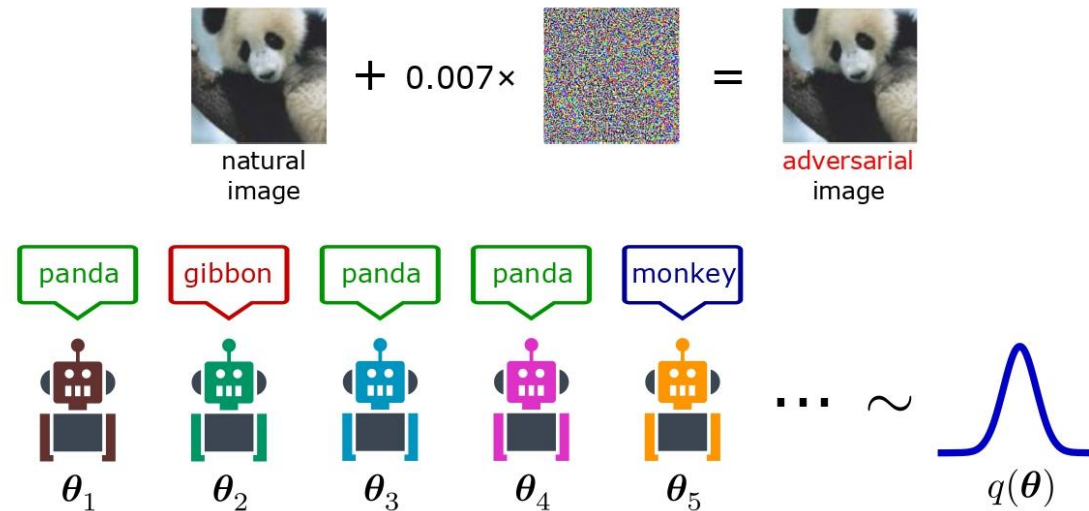 + 0.007× =
natural
image
adversarial
image
panda
gibbon
panda
panda
monkey
... ~
θ₁
θ₂
θ₃
θ₄
θ₅
q(θ)